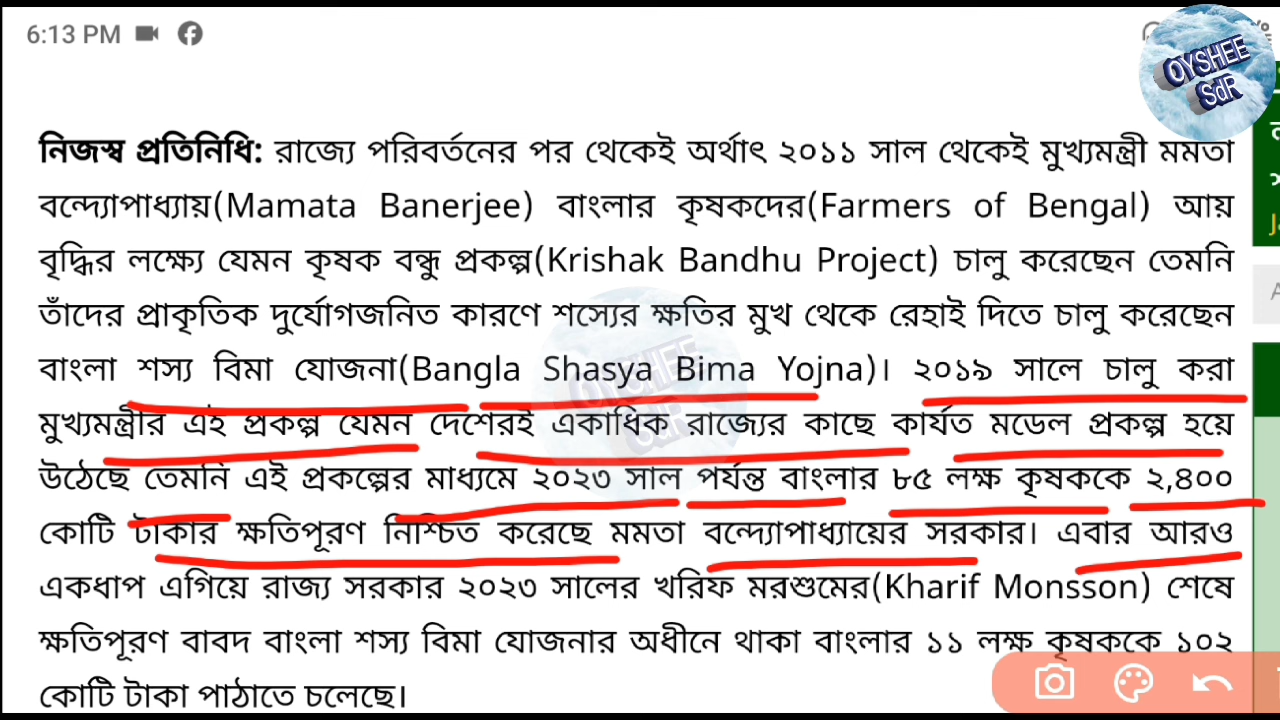 6:13 PM
OYSHEE
SdR
নিজস্ব প্রতিনিধি: রাজ্যে পরিবর্তনের পর থেকেই অর্থাৎ ২০১১ সাল থেকেই মুখ্যমন্ত্রী মমতা
বন্দ্যোপাধ্যায়(Mamata Banerjee) বাংলার কৃষকদের(Farmers of Bengal) আয়
বৃদ্ধির লক্ষ্যে যেমন কৃষক বন্ধু প্রকল্প(Krishak Bandhu Project) চালু করেছেন তেমনি
তাঁদের প্রাকৃতিক দুর্যোগজনিত কারণে শস্যের ক্ষতির মুখ থেকে রেহাই দিতে চালু করেছেন
বাংলা শস্য বিমা যোজনা(Bangla Shasya Bima Yojna)। ২০১৯ সালে চালু করা
মুখ্যমন্ত্রীর এই প্রকল্প যেমন দেশেরই একাধিক রাজ্যের কাছে কার্যত মডেল প্রকল্প হয়ে
উঠেছে তেমনি এই প্রকল্পের মাধ্যমে ২০২৩ সাল পর্যন্ত বাংলার ৮৫ লক্ষ কৃষককে ২,৪০০
কোটি টাকার ক্ষতিপূরণ নিশ্চিত করেছে মমতা বন্দ্যোপাধ্যায়ের সরকার। এবার আরও
একধাপ এগিয়ে রাজ্য সরকার ২০২৩ সালের খরিফ মরশুমের(Kharif Monsson) শেষে
ক্ষতিপূরণ বাবদ বাংলা শস্য বিমা যোজনার অধীনে থাকা বাংলার ১১ লক্ষ কৃষককে ১০২
কোটি টাকা পাঠাতে চলেছে।